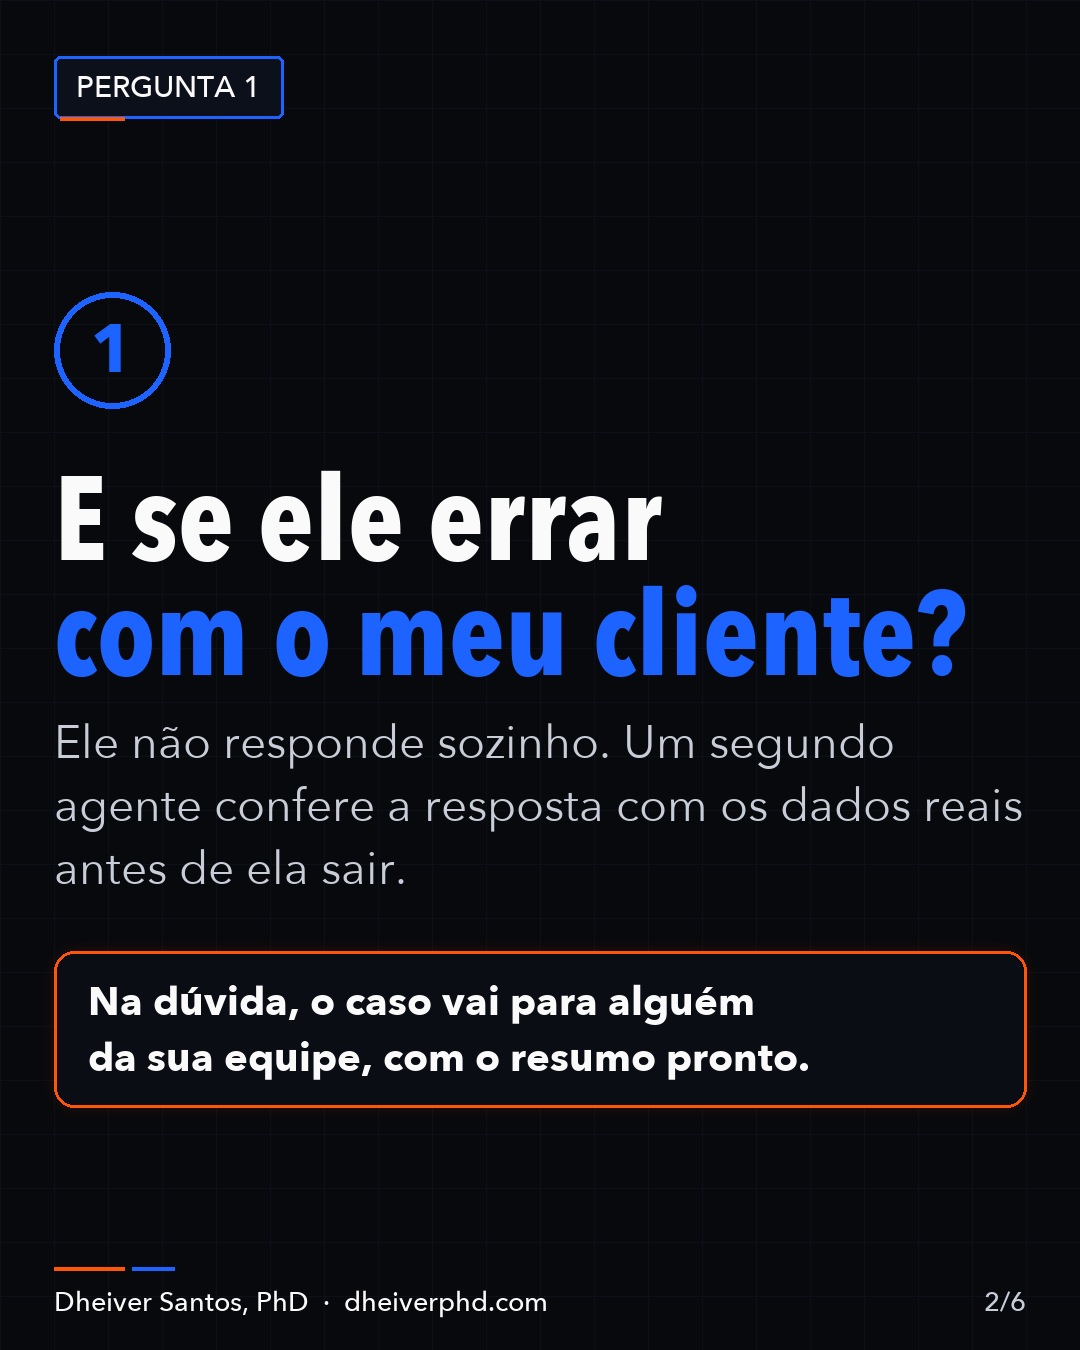 PERGUNTA 1
1
E se ele errar
com o meu cliente?
Ele não responde sozinho. Um segundo
agente confere a resposta com os dados reais
antes de ela sair.
Na dúvida, o caso vai para alguém
da sua equipe, com o resumo pronto.
Dheiver Santos, PhD · dheiverphd.com
2/6